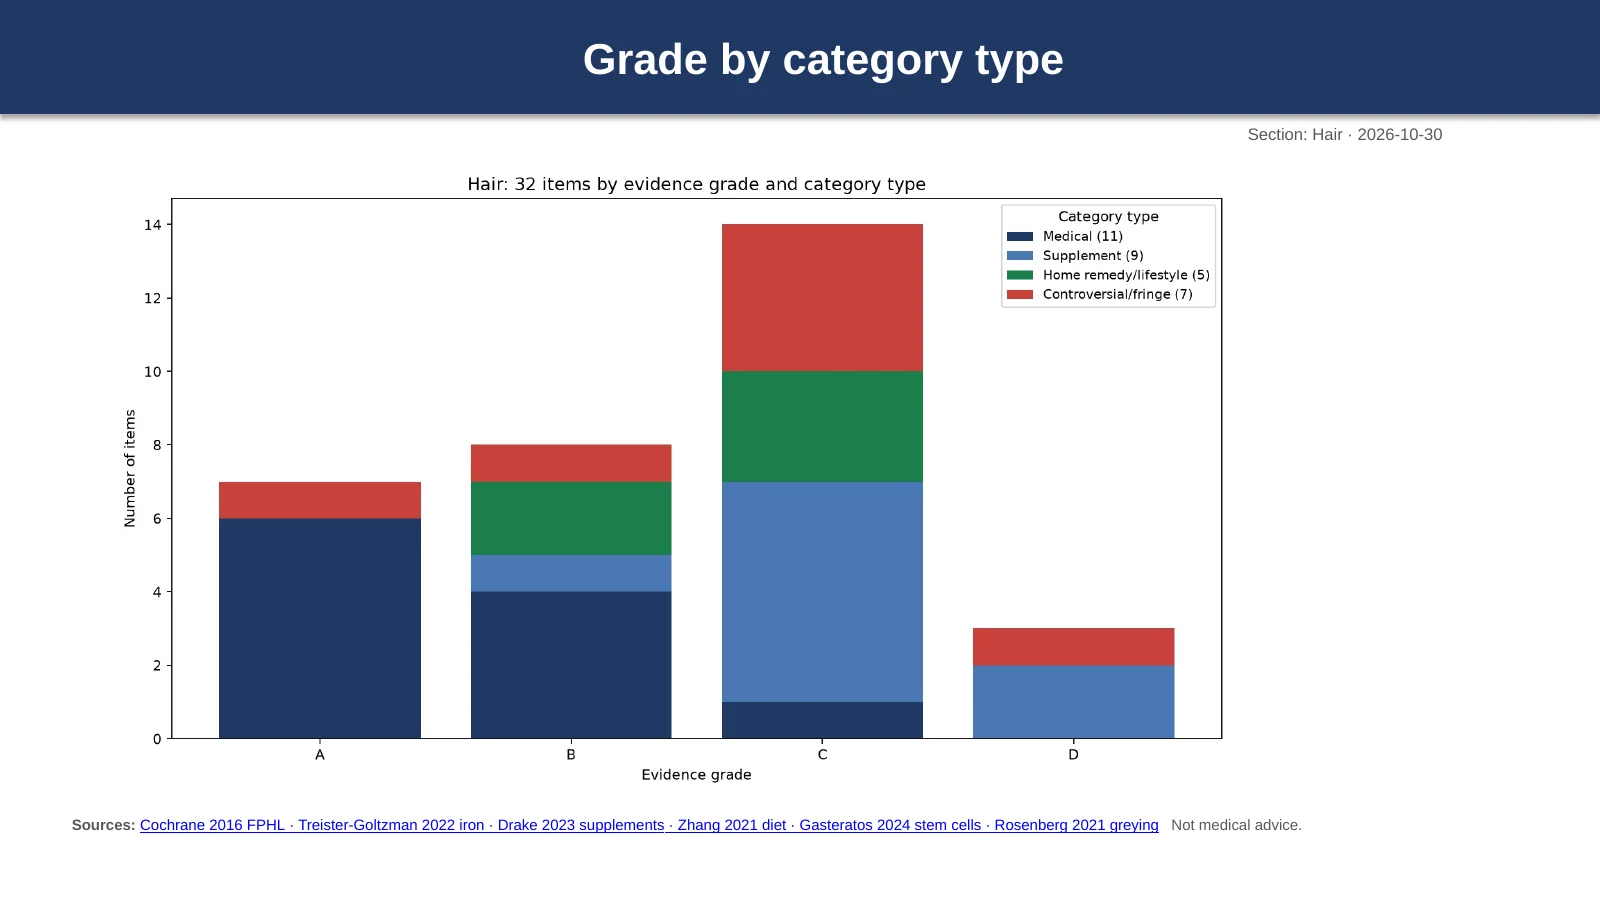 Grade by category type
Section: Hair · 2026-10-30
Hair: 32 items by evidence grade and category type
Category type
Medical (11)
Supplement (9)
Home remedy/lifestyle (5)
Controversial/fringe (7)
Number of items
14
12
10
8
6
4
2
0
A
B
C
D
Evidence grade
Sources: Cochrane 2016 FPHL · Treister-Goltzman 2022 iron · Drake 2023 supplements · Zhang 2021 diet · Gasteratos 2024 stem cells · Rosenberg 2021 greying Not medical advice.